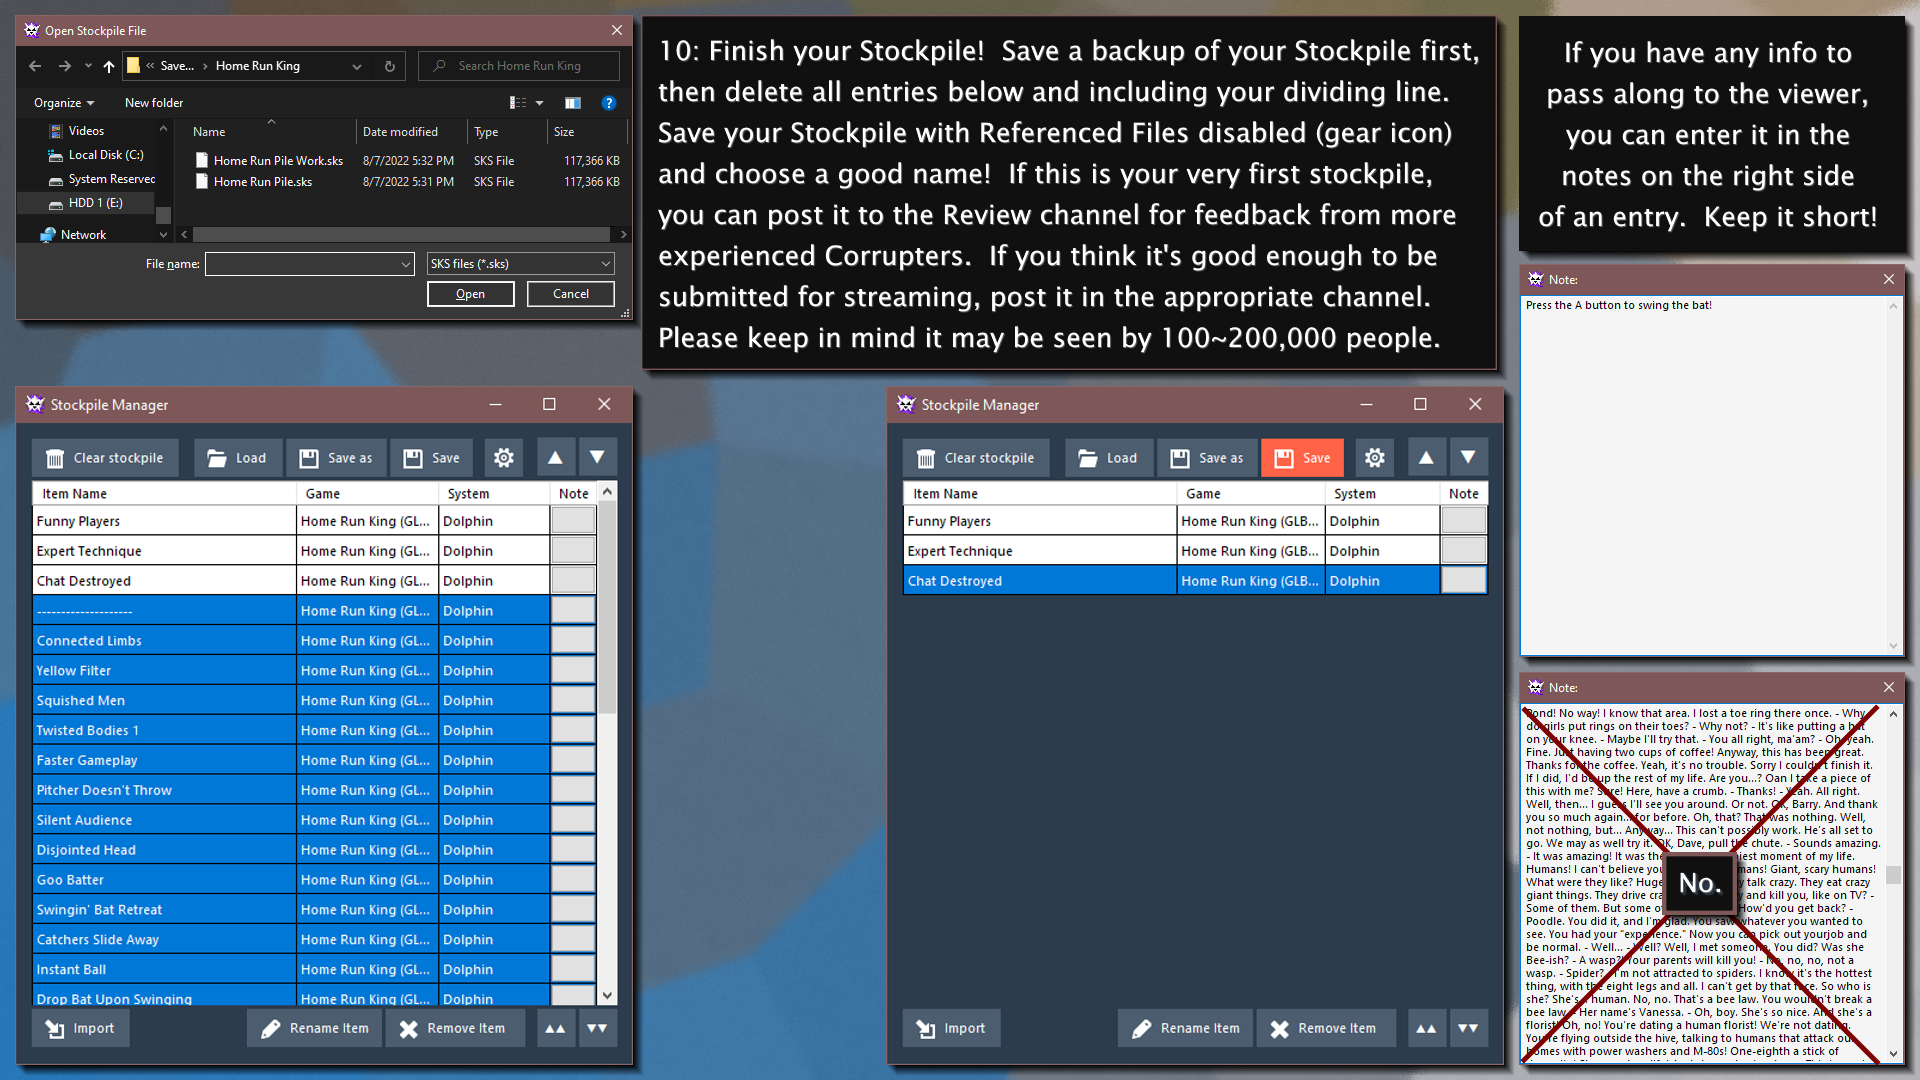 Open Stockpile File
Save... Home Run King
Search Home Run King
Organize New folder
Videos
Local Disk (C:)
System Reserved
HDD 1 (E:)
Network
Name Date modified Type Size
Home Run Pile Work.sks 8/7/2022 5:32 PM SKS File 117,366 KB
Home Run Pile.sks 8/7/2022 5:31 PM SKS File 117,366 KB
File name: SKS files (*.sks)
Open Cancel
10: Finish your Stockpile! Save a backup of your Stockpile first,
then delete all entries below and including your dividing line.
Save your Stockpile with Referenced Files disabled (gear icon)
and choose a good name! If this is your very first stockpile,
you can post it to the Review channel for feedback from more
experienced Corrupters. If you think it's good enough to be
submitted for streaming, post it in the appropriate channel.
Please keep in mind it may be seen by 100~200,000 people.
If you have any info to
pass along to the viewer,
you can enter it in the
notes on the right side
of an entry. Keep it short!
Note:
Press the A button to swing the bat!
Stockpile Manager
Clear stockpile Load Save as Save
Item Name Game System Note
Funny Players Home Run King (GL... Dolphin
Expert Technique Home Run King (GL... Dolphin
Chat Destroyed Home Run King (GL... Dolphin
-------------------- Home Run King (GL... Dolphin
Connected Limbs Home Run King (GL... Dolphin
Yellow Filter Home Run King (GL... Dolphin
Squished Men Home Run King (GL... Dolphin
Twisted Bodies 1 Home Run King (GL... Dolphin
Faster Gameplay Home Run King (GL... Dolphin
Pitcher Doesn't Throw Home Run King (GL... Dolphin
Silent Audience Home Run King (GL... Dolphin
Disjointed Head Home Run King (GL... Dolphin
Goo Batter Home Run King (GL... Dolphin
Swingin' Bat Retreat Home Run King (GL... Dolphin
Catchers Slide Away Home Run King (GL... Dolphin
Instant Ball Home Run King (GL... Dolphin
Drop Bat Upon Swinging Home Run King (GL... Dolphin
Import Rename Item Remove Item
Stockpile Manager
Clear stockpile Load Save as Save
Item Name Game System Note
Funny Players Home Run King (GLB... Dolphin
Expert Technique Home Run King (GLB... Dolphin
Chat Destroyed Home Run King (GLB... Dolphin
Import Rename Item Remove Item
Note:
Pond! No way! I know that area. I lost a toe ring there once. - Why
do girls put rings on their toes? - Why not? - It's like putting a hat
on your knee. - Maybe I'll try that. - You all right, ma'am? - Oh, yeah.
Fine. Just having two cups of coffee! Anyway, this has been great.
Thanks for the coffee. Yeah, it's no trouble. Sorry I couldn't finish it.
If I did, I'd be up the rest of my life. Are you...? Oan I take a piece of
this with me? Sure! Here, have a crumb. - Thanks! - Yeah. All right.
Well, then... I guess I'll see you around. Or not. OK, Barry. And thank
you so much again... for before. Oh, that? That was nothing. Well,
not nothing, but... Anyway... This can't possibly work. He's all set to
go. We may as well try it. OK, Dave, pull the chute. - Sounds amazing.
- It was amazing! It was the iest moment of my life.
Humans! I can't believe you mans! Giant, scary humans!
What were they like? Huge y talk crazy. They eat crazy
giant things. They drive cra y and kill you, like on TV? -
Some of them. But some of How'd you get back? -
Poodle. You did it, and I'm glad. You saw whatever you wanted to
see. You had your "experience." Now you can pick out yourjob and
be normal. - Well... - Well? Well, I met someone. You did? Was she
Bee-ish? - A wasp?! Your parents will kill you! - No, no, no, not a
wasp. - Spider? - I'm not attracted to spiders. I know it's the hottest
thing, with the eight legs and all. I can't get by that face. So who is
she? She's... human. No, no. That's a bee law. You wouldn't break a
bee law. - Her name's Vanessa. - Oh, boy. She's so nice. And she's a
florist! Oh, no! You're dating a human florist! We're not dating.
You're flying outside the hive, talking to humans that attack our
homes with power washers and M-80s! One-eighth a stick of
No.